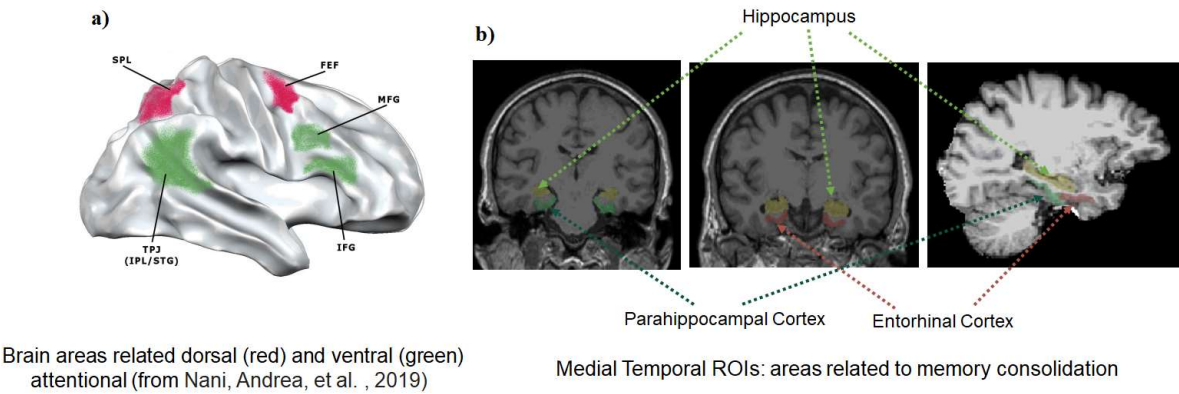 a)
SPL
FEF
MFG
TPJ
(IPL/STG)
IFG
Brain areas related dorsal (red) and ventral (green)
attentional (from Nani, Andrea, et al. , 2019)
b)
Hippocampus
Parahippocampal Cortex
Entorhinal Cortex
Medial Temporal ROIs: areas related to memory consolidation